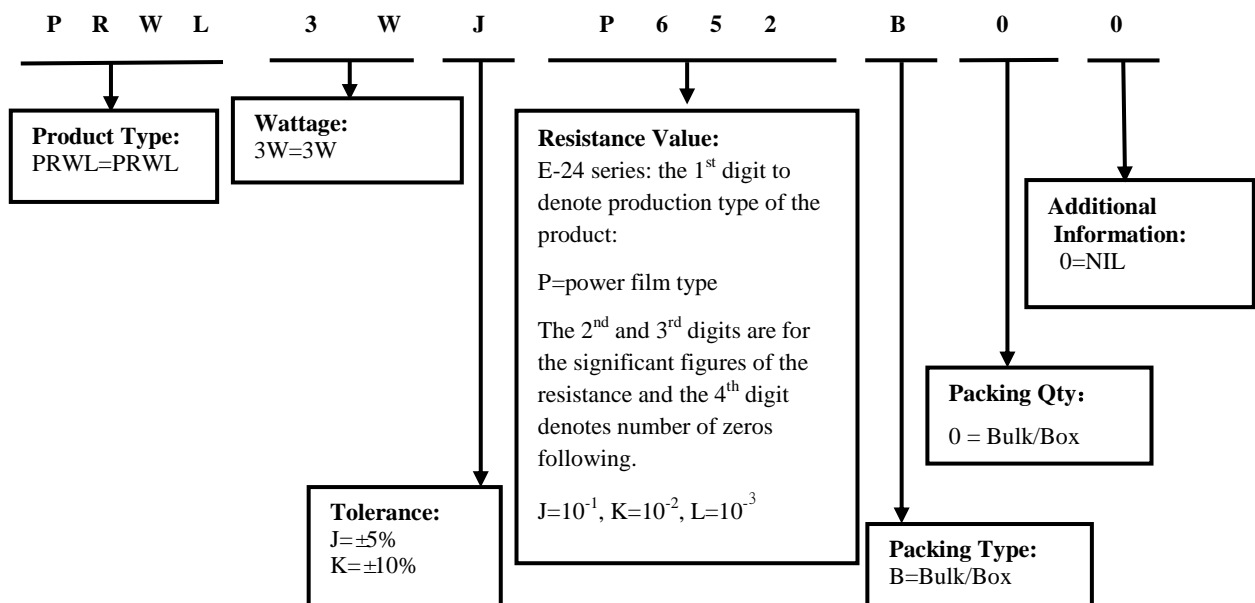 P R W L 3 W J P 6 5 2 B 0 0
Product Type:
PRWL=PRWL
Wattage:
3W=3W
Tolerance:
J=±5%
K=±10%
Resistance Value:
E-24 series: the 1st digit to
denote production type of the
product:
P=power film type
The 2nd and 3rd digits are for
the significant figures of the
resistance and the 4th digit
denotes number of zeros
following.
J=10-1, K=10-2, L=10-3
Packing Type:
B=Bulk/Box
Packing Qty：
0 = Bulk/Box
Additional
Information:
0=NIL